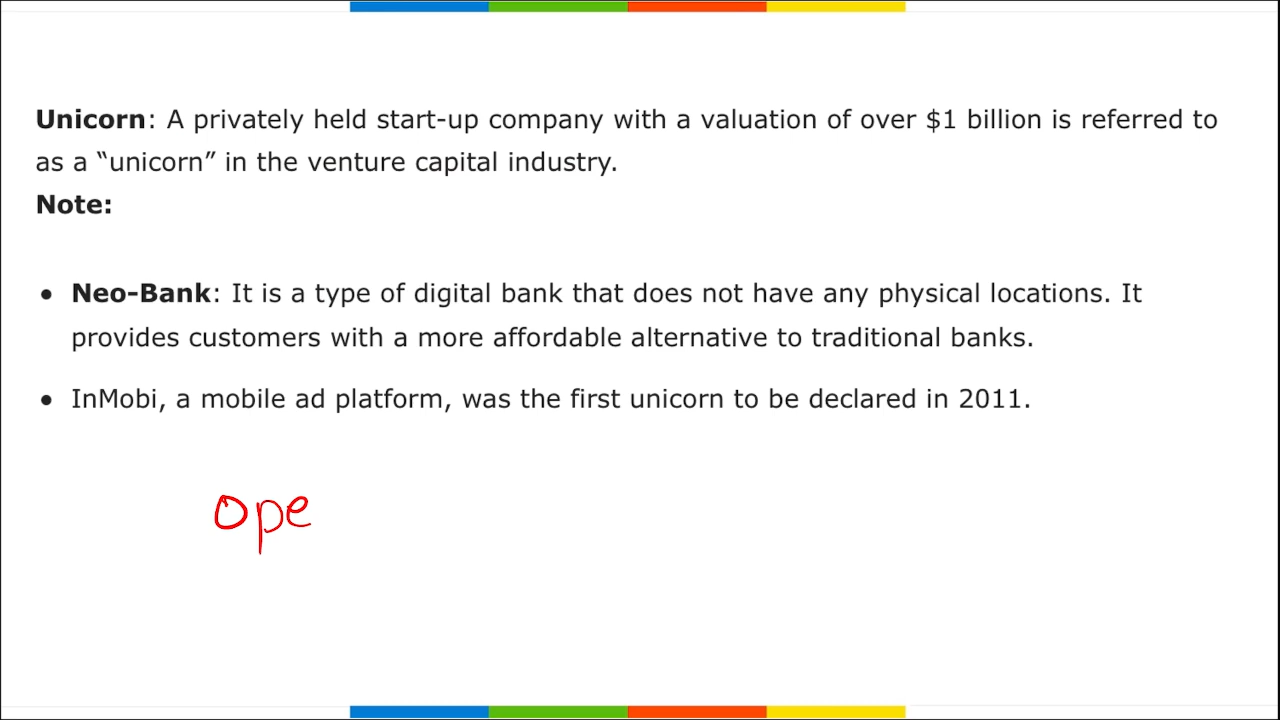 Unicorn: A privately held start-up company with a valuation of over $1 billion is referred to
as a “unicorn” in the venture capital industry.
Note:
● Neo-Bank: It is a type of digital bank that does not have any physical locations. It
provides customers with a more affordable alternative to traditional banks.
● InMobi, a mobile ad platform, was the first unicorn to be declared in 2011.
ope